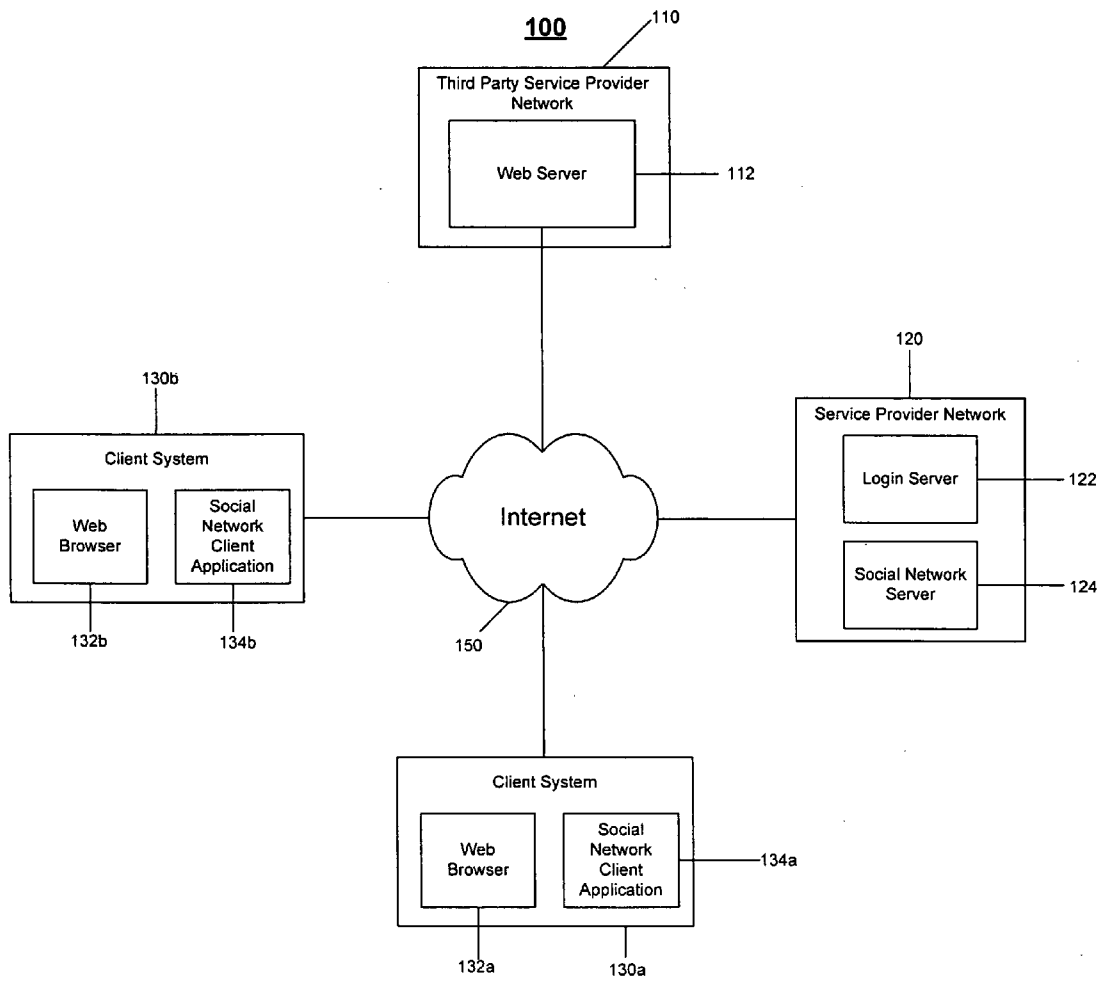 100
110
Third Party Service Provider
Network
Web Server
112
120
Service Provider Network
Login Server
122
Social Network
Server
124
130b
Client System
Web
Browser
Social
Network
Client
Application
132b
134b
Internet
150
Client System
Web
Browser
Social
Network
Client
Application
134a
132a
130a